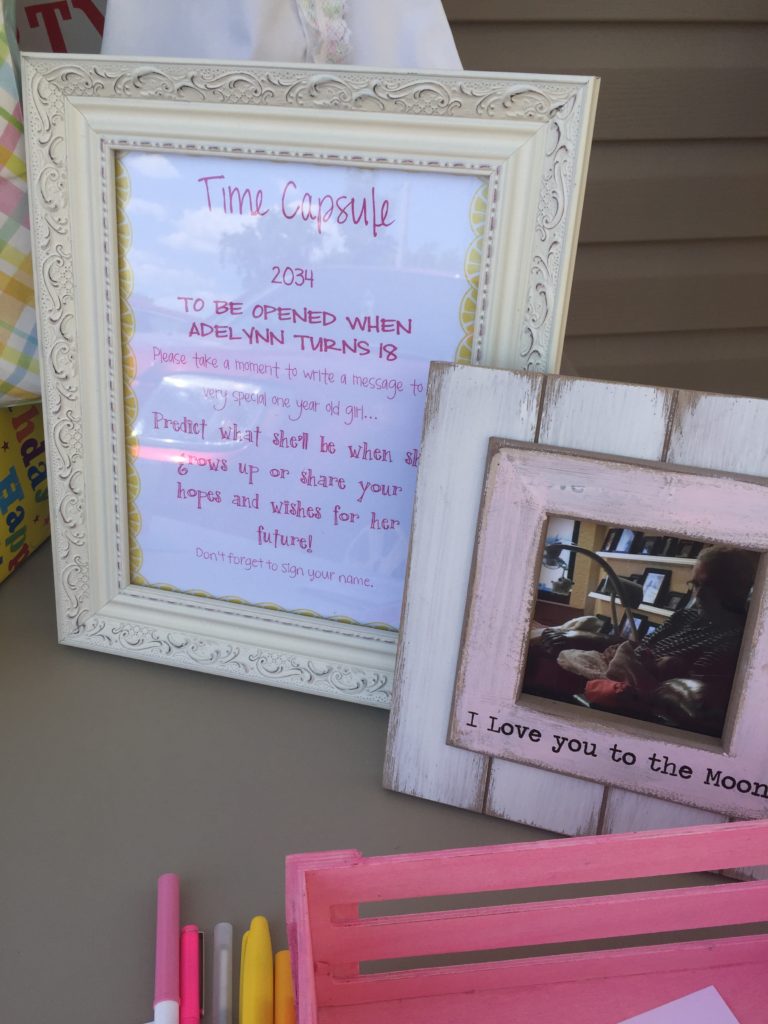 TY
Time Capsule
2034
TO BE OPENED WHEN
ADELYNN TURNS 18
Please take a moment to write a message to
very special one year old girl...
Predict what she'll be when sh
grows up or share your
hopes and wishes for her
future!
Don't forget to sign your name.
I Love you to the Moon